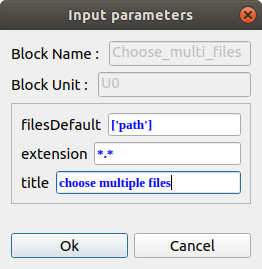 Input parameters
Block Name : Choose_multi_files
Block Unit : U0
filesDefault ['path']
extension *.*
title choose multiple files
Ok Cancel